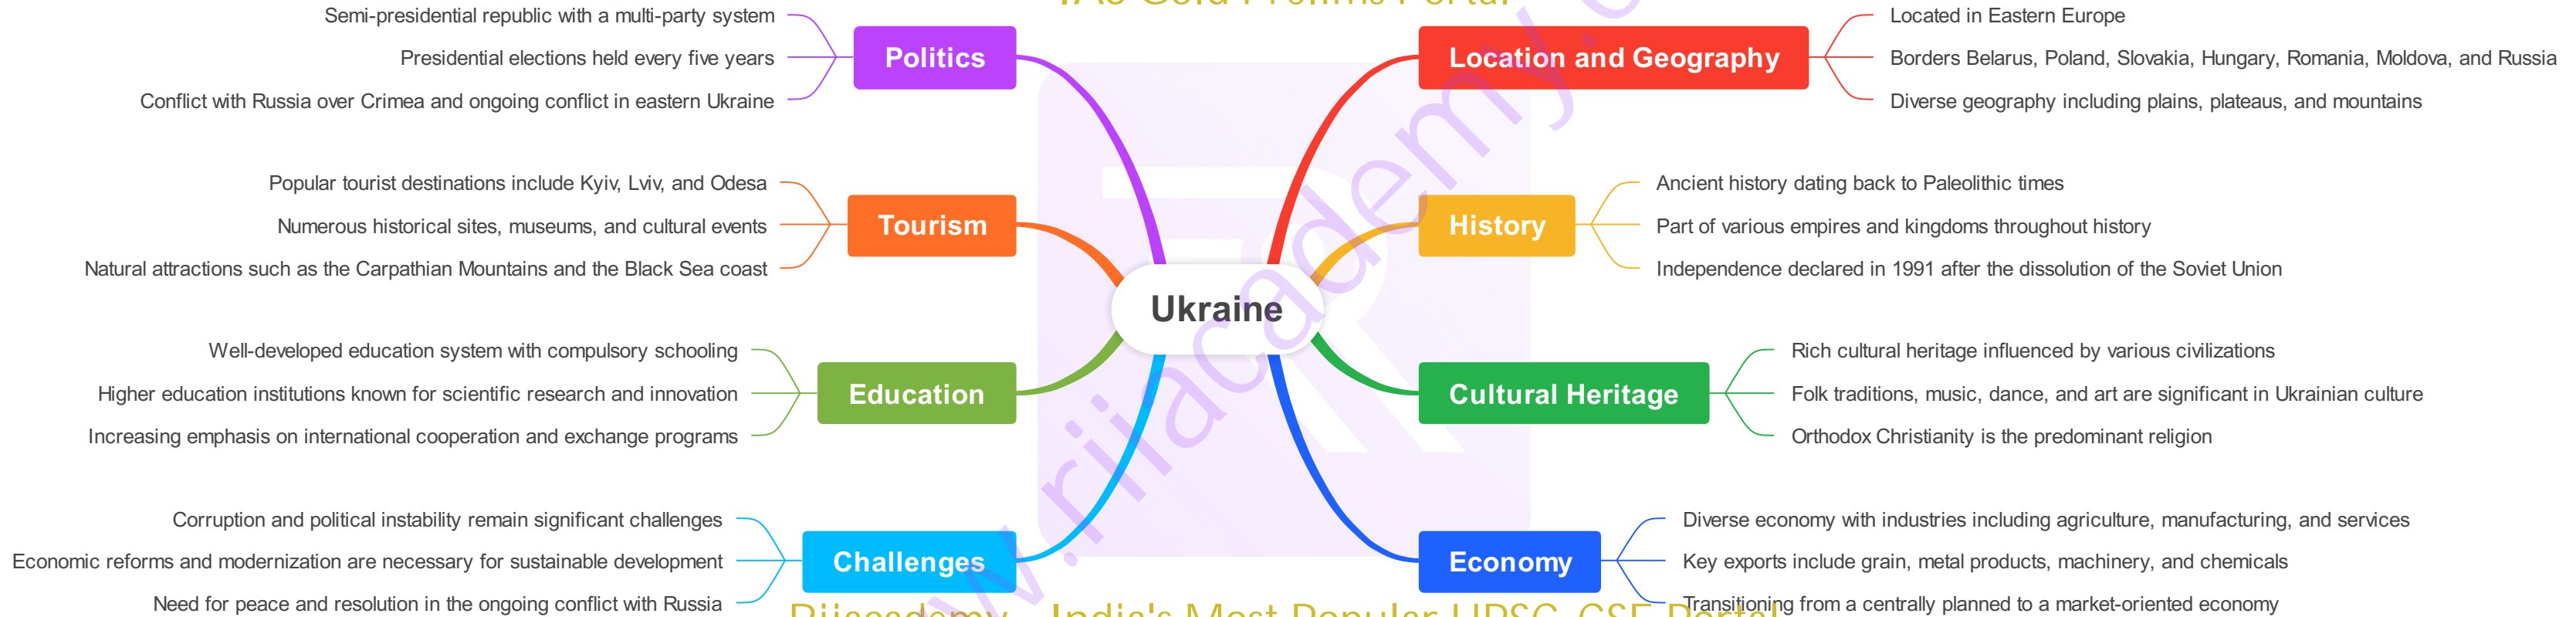 IAS Gold Prelims Portal
Semi-presidential republic with a multi-party system
Presidential elections held every five years
Conflict with Russia over Crimea and ongoing conflict in eastern Ukraine
Politics
Popular tourist destinations include Kyiv, Lviv, and Odesa
Numerous historical sites, museums, and cultural events
Natural attractions such as the Carpathian Mountains and the Black Sea coast
Tourism
Well-developed education system with compulsory schooling
Higher education institutions known for scientific research and innovation
Increasing emphasis on international cooperation and exchange programs
Education
Corruption and political instability remain significant challenges
Economic reforms and modernization are necessary for sustainable development
Need for peace and resolution in the ongoing conflict with Russia
Challenges
Ukraine
Location and Geography
Located in Eastern Europe
Borders Belarus, Poland, Slovakia, Hungary, Romania, Moldova, and Russia
Diverse geography including plains, plateaus, and mountains
History
Ancient history dating back to Paleolithic times
Part of various empires and kingdoms throughout history
Independence declared in 1991 after the dissolution of the Soviet Union
Cultural Heritage
Rich cultural heritage influenced by various civilizations
Folk traditions, music, dance, and art are significant in Ukrainian culture
Orthodox Christianity is the predominant religion
Economy
Diverse economy with industries including agriculture, manufacturing, and services
Key exports include grain, metal products, machinery, and chemicals
Transitioning from a centrally planned to a market-oriented economy
Rijacademy - India's Most Popular UPSC-CSE Portal